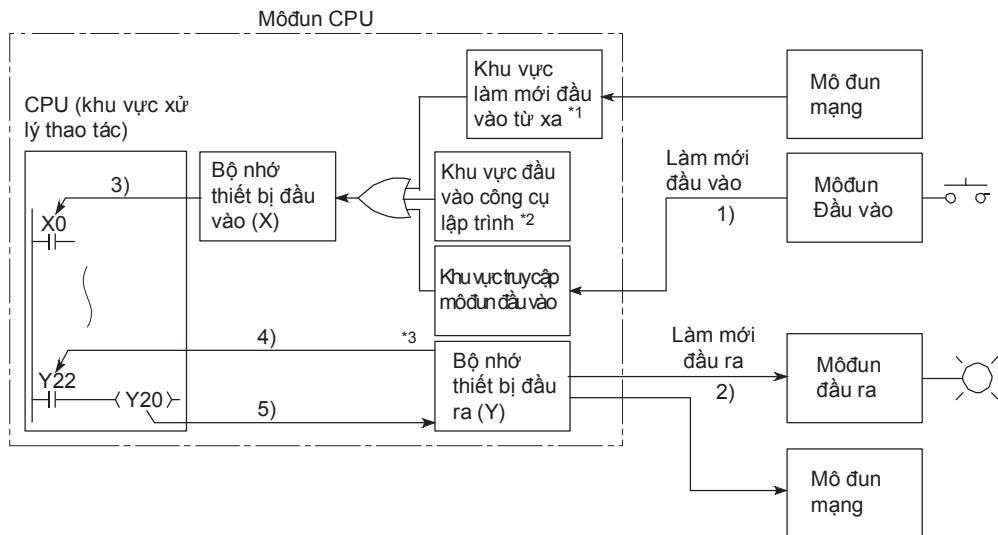 Môđun CPU
Khu vực
làm mới đầu
vào từ xa *1
Mô đun
mạng
CPU (khu vực xử
lý thao tác)
Làm mới
đầu vào
1)
Môđun
Đầu vào
3)
Bộ nhớ
thiết bị đầu
vào (X)
Khu vực đầu
vào công cụ
lập trình *2
X0
Khu vực truy cập
môđun đầu vào
4)
*3
Làm mới
đầu ra
2)
Môđun
đầu ra
Y22
Y20
5)
Bộ nhớ
thiết bị đầu
ra (Y)
Mô đun
mạng